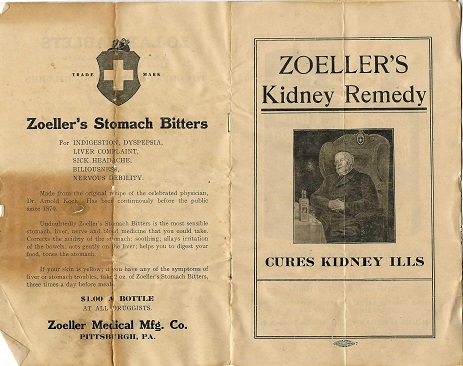 TRADE MARK
Zoeller's Stomach Bitters
For INDIGESTION, DYSPEPSIA,
LIVER COMPLAINT,
SICK HEADACHE,
BILIOUSNESS,
NERVOUS DEBILITY.
Made from the original recipe of the celebrated physician,
Dr. Arnold Koch. Has been continuously before the public
since 1870.
Undoubtedly Zoeller's Stomach Bitters is the most sensible
stomach, liver, nerve and blood medicine that you could take.
Corrects the acidity of the stomach; soothing; allays irritation
of the bowels; acts gently on the liver; helps you to digest your
food, tones the stomach.
If your skin is yellow; if you have any of the symptoms of
liver or stomach troubles, take 2 oz. of Zoeller's Stomach Bitters,
three times a day before meals.
$1.00 A BOTTLE
AT ALL DRUGGISTS.
Zoeller Medical Mfg. Co.
PITTSBURGH, PA.
ZOELLER'S
Kidney Remedy
CURES KIDNEY ILLS